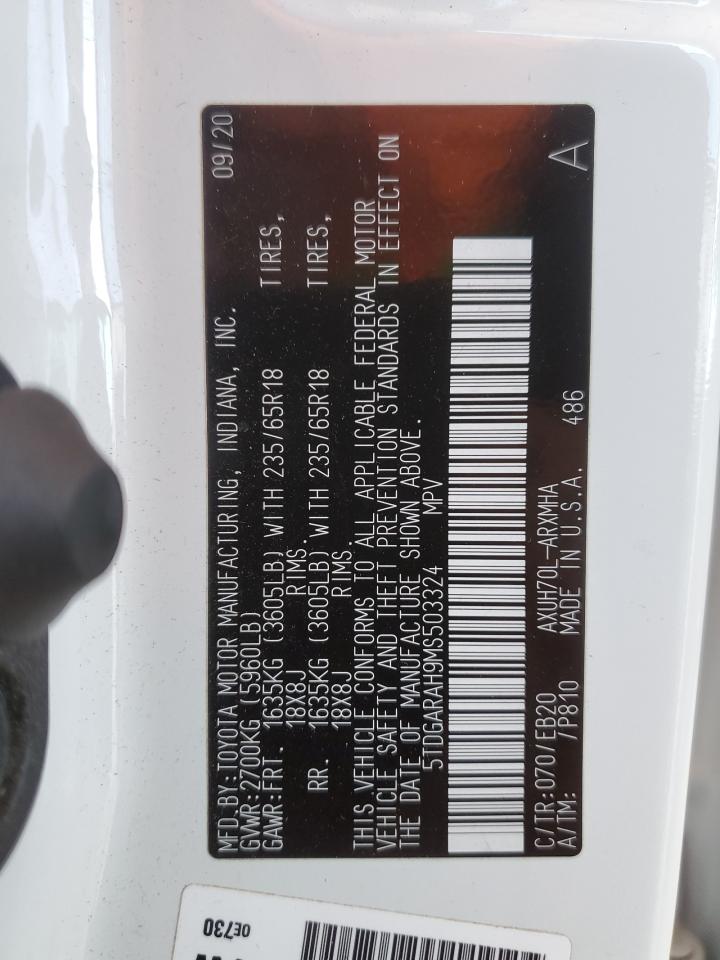 MFD.BY:TOYOTA MOTOR MANUFACTURING, INDIANA, INC. 09/20
GVWR:2700KG (5960LB)
GAWR:FRT. 1635KG (3605LB) WITH 235/65R18 TIRES,
18X8J RIMS.
RR. 1635KG (3605LB) WITH 235/65R18 TIRES,
18X8J RIMS.
THIS VEHICLE CONFORMS TO ALL APPLICABLE FEDERAL MOTOR
VEHICLE SAFETY AND THEFT PREVENTION STANDARDS IN EFFECT ON
THE DATE OF MANUFACTURE SHOWN ABOVE.
5TDGARAH9MS503324 MPV
C/TR:070/EB20 AXUH70L-ARXMHA 486
A/TM: /P810 MADE IN U.S.A. A
0E730